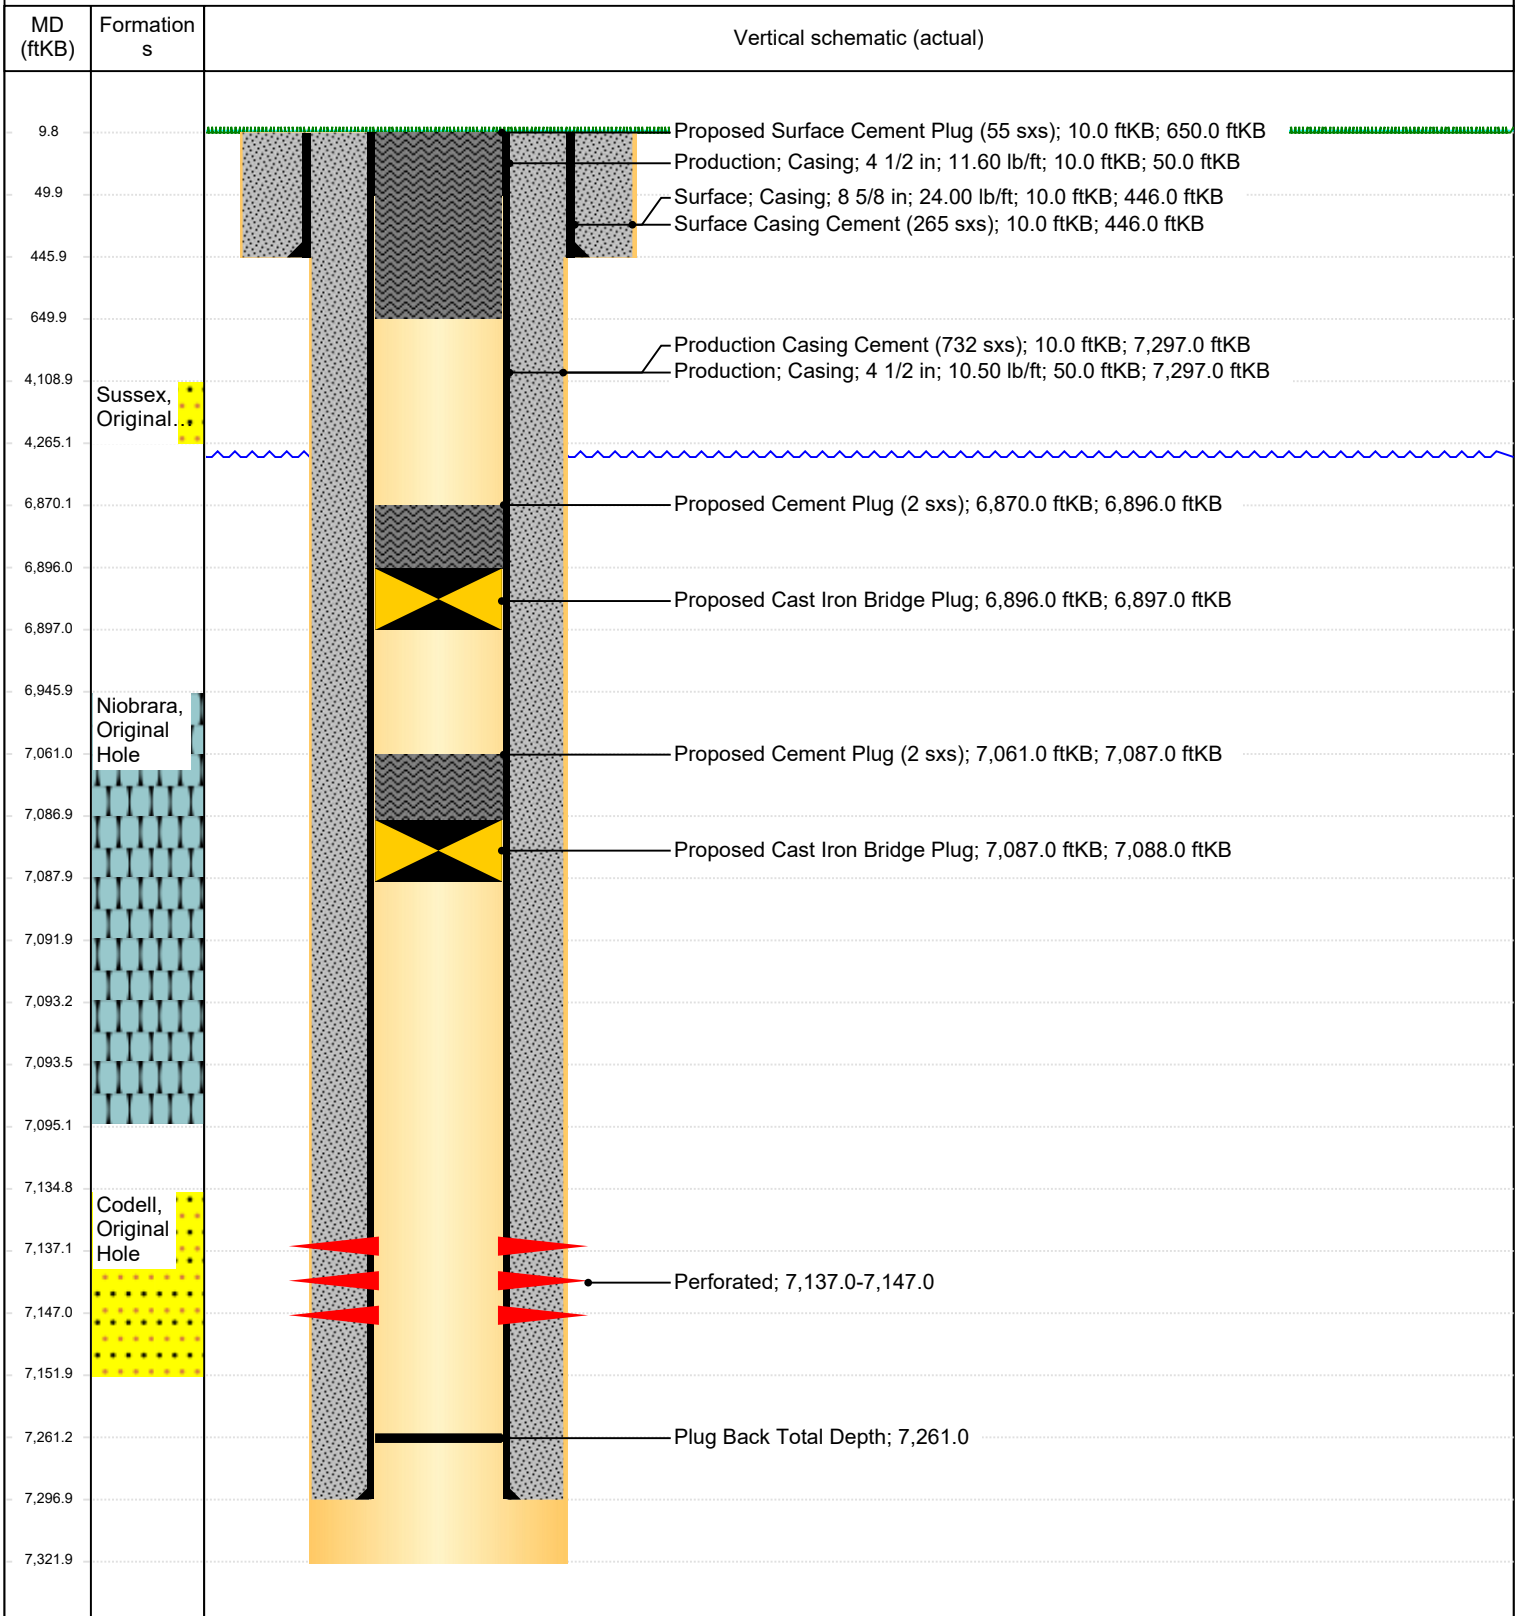 MD
(ftKB)
Formation
s
Vertical schematic (actual)
9.8
49.9
445.9
649.9
4,108.9
4,265.1
6,870.1
6,896.0
6,897.0
6,945.9
7,061.0
7,086.9
7,087.9
7,091.9
7,093.2
7,093.5
7,095.1
7,134.8
7,137.1
7,147.0
7,151.9
7,261.2
7,296.9
7,321.9
Sussex,
Original...
Niobrara,
Original
Hole
Codell,
Original
Hole
Proposed Surface Cement Plug (55 sxs); 10.0 ftKB; 650.0 ftKB
Production; Casing; 4 1/2 in; 11.60 lb/ft; 10.0 ftKB; 50.0 ftKB
Surface; Casing; 8 5/8 in; 24.00 lb/ft; 10.0 ftKB; 446.0 ftKB
Surface Casing Cement (265 sxs); 10.0 ftKB; 446.0 ftKB
Production Casing Cement (732 sxs); 10.0 ftKB; 7,297.0 ftKB
Production; Casing; 4 1/2 in; 10.50 lb/ft; 50.0 ftKB; 7,297.0 ftKB
Proposed Cement Plug (2 sxs); 6,870.0 ftKB; 6,896.0 ftKB
Proposed Cast Iron Bridge Plug; 6,896.0 ftKB; 6,897.0 ftKB
Proposed Cement Plug (2 sxs); 7,061.0 ftKB; 7,087.0 ftKB
Proposed Cast Iron Bridge Plug; 7,087.0 ftKB; 7,088.0 ftKB
Perforated; 7,137.0-7,147.0
Plug Back Total Depth; 7,261.0